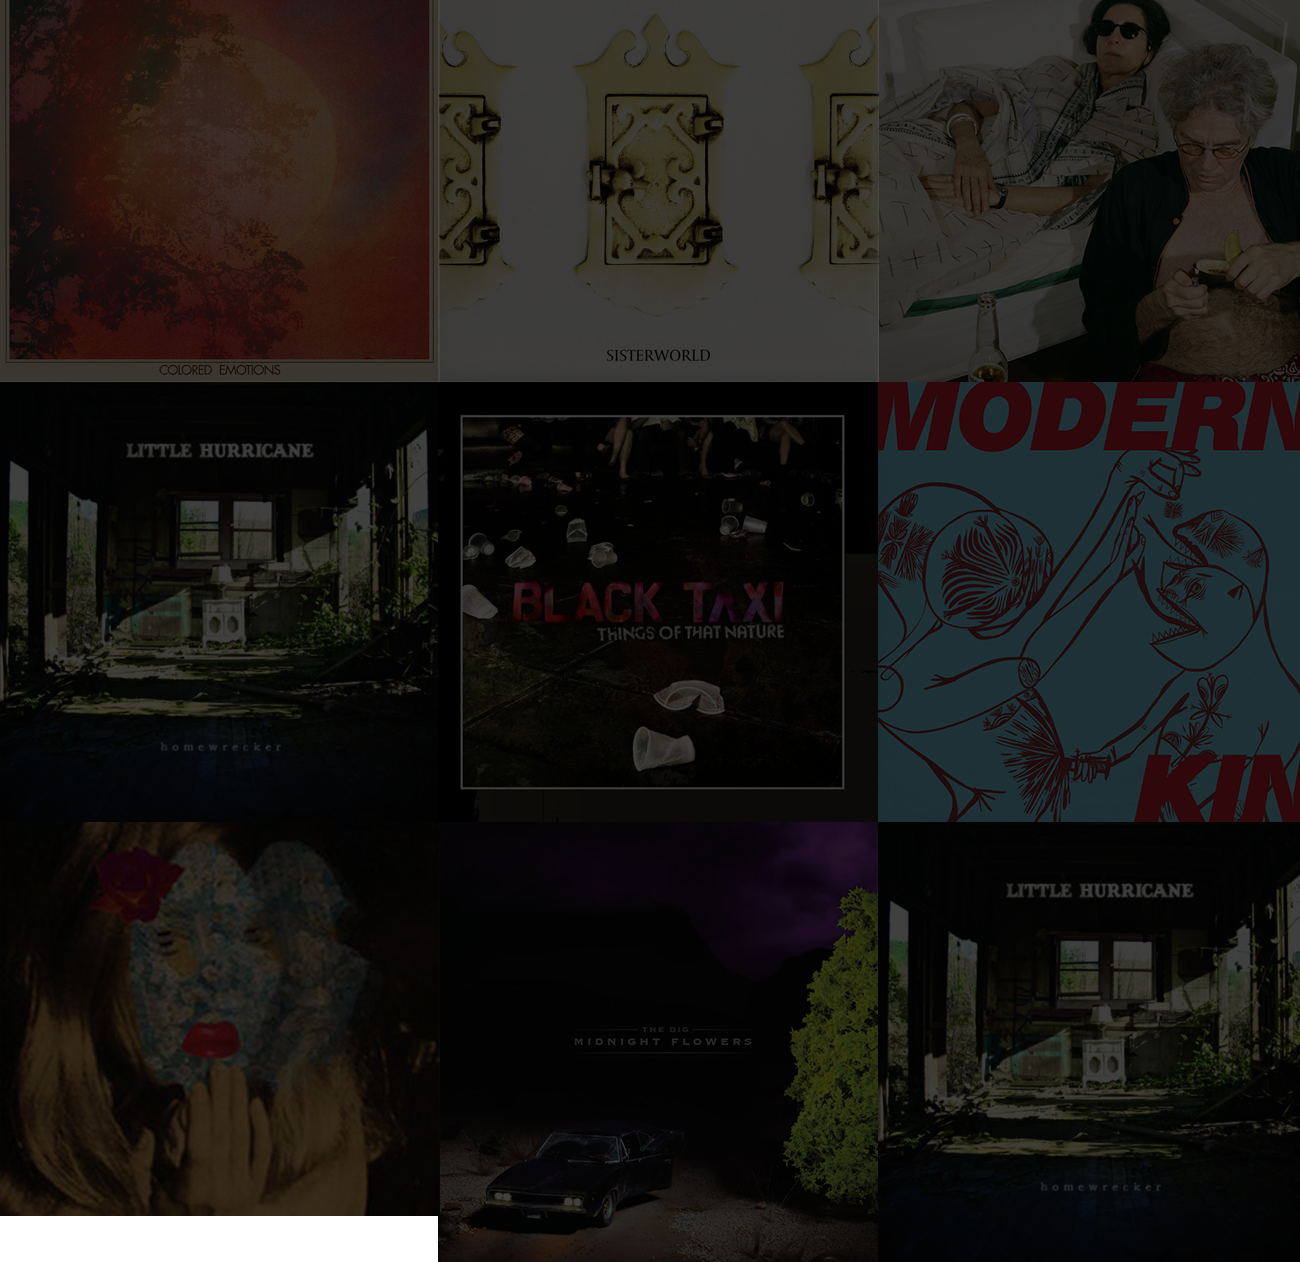 COLORED EMOTIONS
SISTERWORLD
LITTLE HURRICANE
homewrecker
BLACK TAXI
THINGS OF THAT NATURE
MODERN
KIN
THE DIG
MIDNIGHT FLOWERS
LITTLE HURRICANE
homewrecker